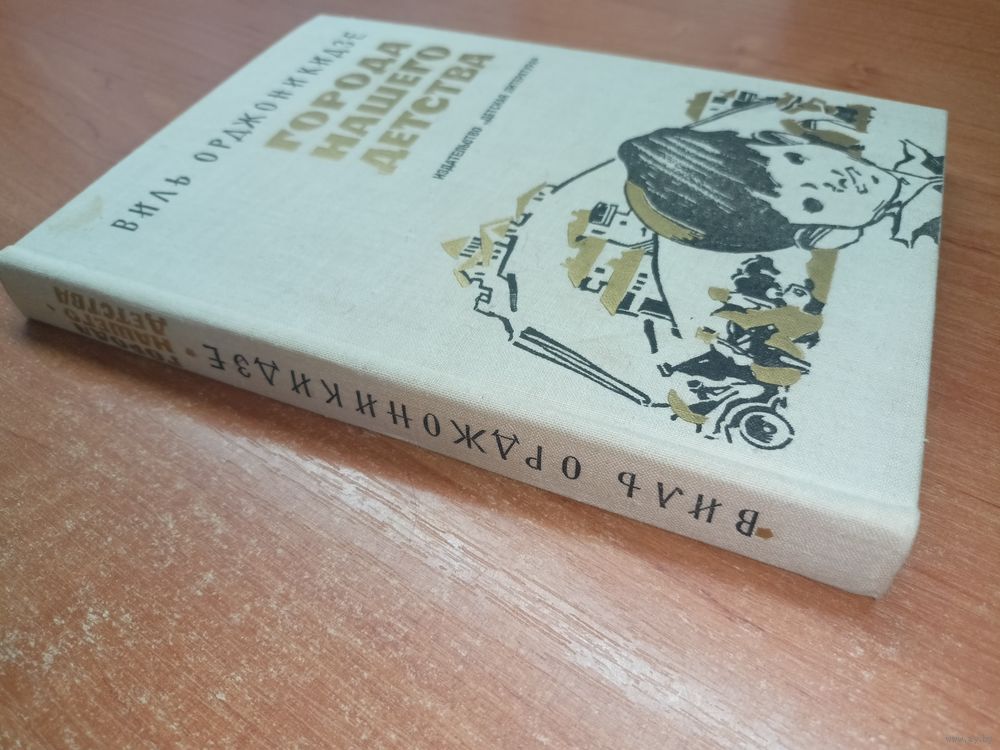 ВИЛЬ ОРДЖОНИКИДЗЕ
ГОРОДА
НАШЕГО
ДЕТСТВА
ИЗДАТЕЛЬСТВО „ДЕТСКАЯ ЛИТЕРАТУРА“
ВИЛЬ ОРДЖОНИКИДЗЕ
ГОРОДА
НАШЕГО
ДЕТСТВА